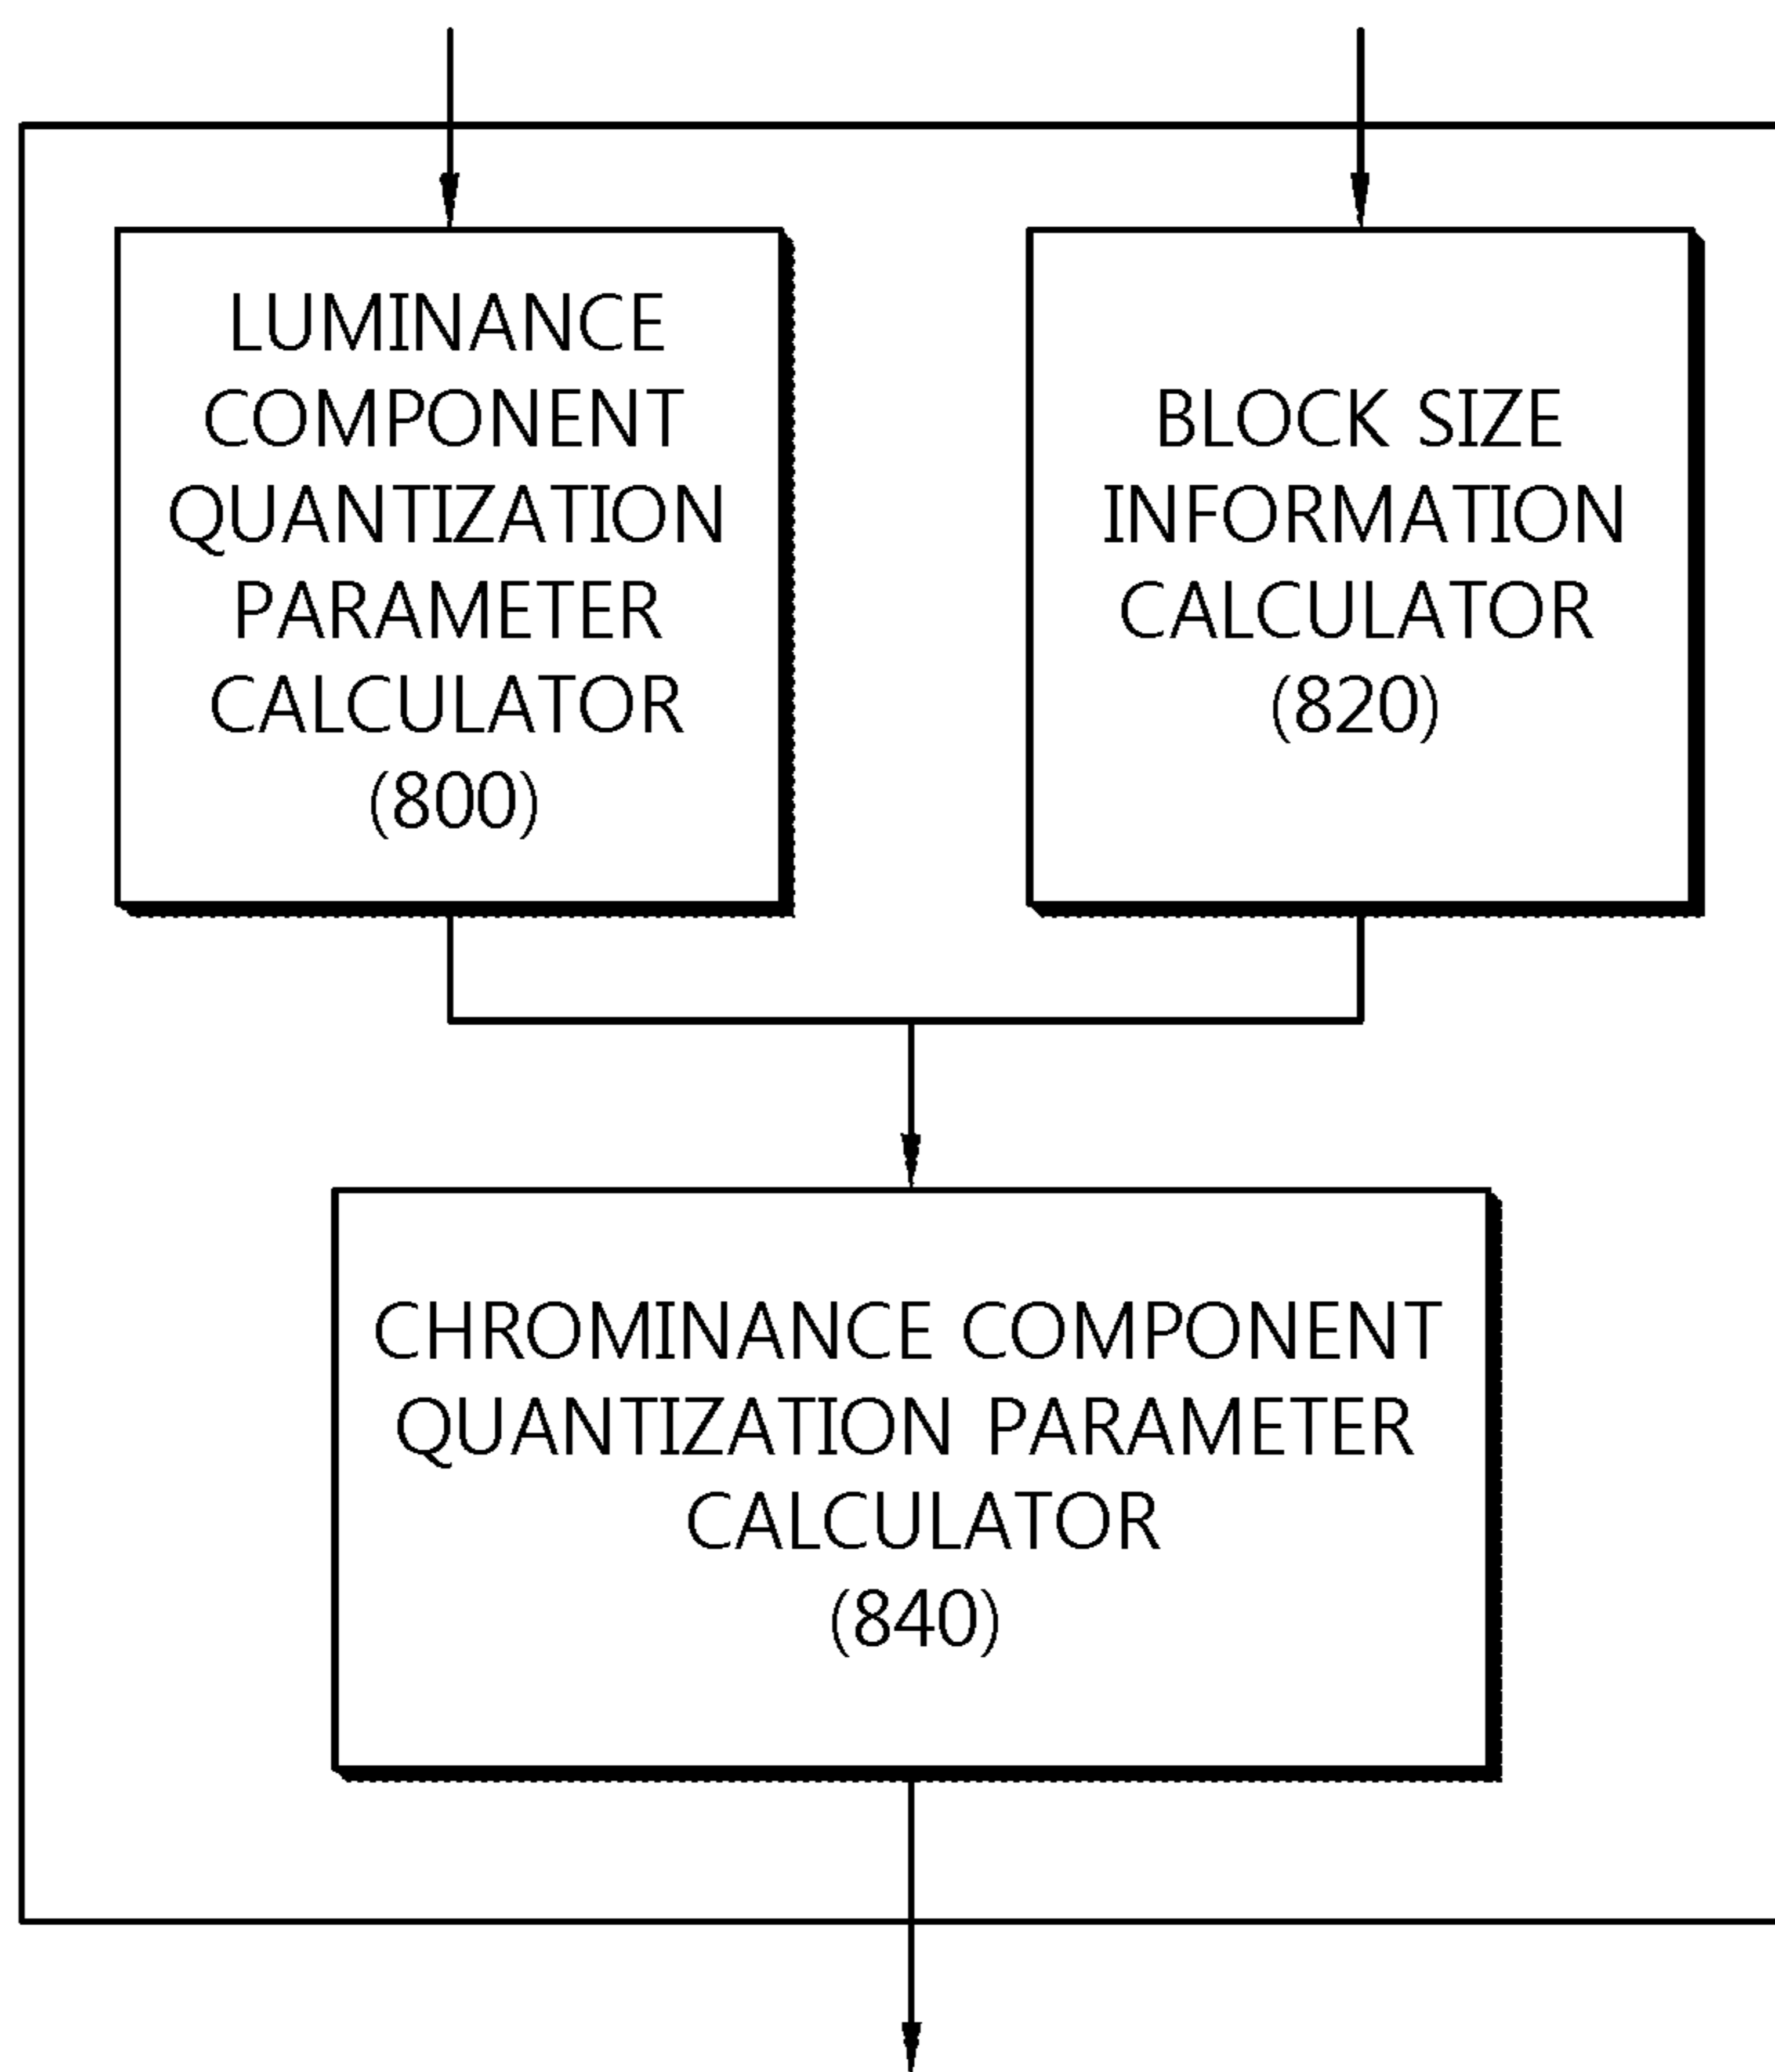 LUMINANCE
COMPONENT
QUANTIZATION
PARAMETER
CALCULATOR
(800)
BLOCK SIZE
INFORMATION
CALCULATOR
(820)
CHROMINANCE COMPONENT
QUANTIZATION PARAMETER
CALCULATOR
(840)